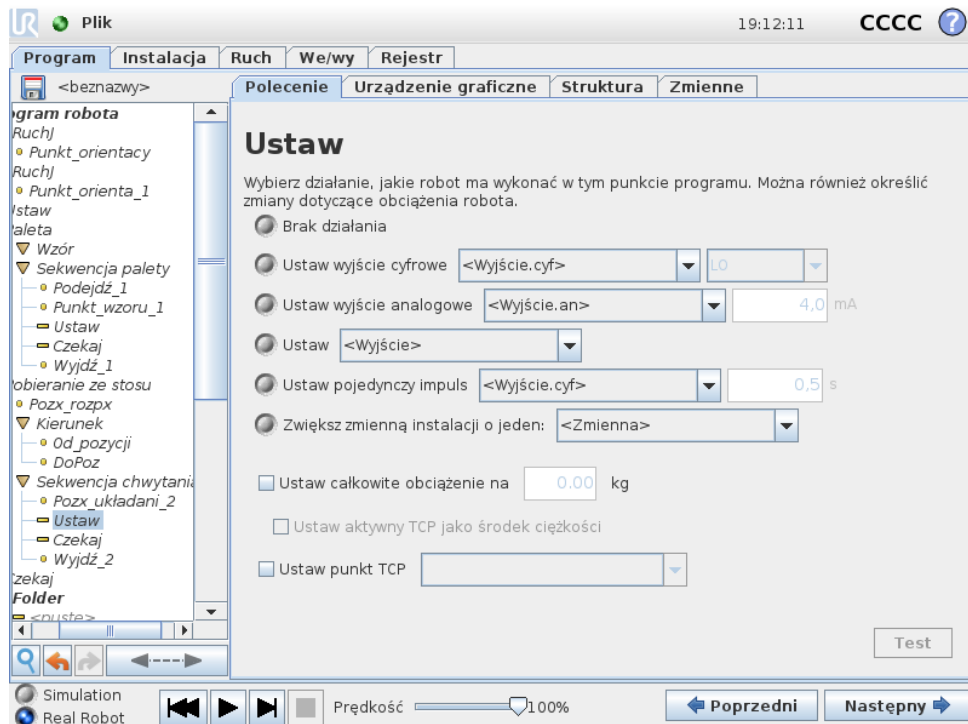 UR Plik 19:12:11 CCCC ?
Program Instalacja Ruch We/wy Rejestr
<beznazwy>
Polecenie Urządzenie graficzne Struktura Zmienne
ogram robota
RuchJ
Punkt_orientacy
RuchJ
Punkt_orienta_1
Ustaw
Paleta
Wzór
Sekwencja palety
Podejdź_1
Punkt_wzoru_1
Ustaw
Czekaj
Wyjdź_1
obieranie ze stosu
Pozx_rozpx
Kierunek
Od_pozycji
DoPoz
Sekwencja chwytani
Pozx_układani_2
Ustaw
Czekaj
Wyjdź_2
Czekaj
Folder
<puste>
Ustaw
Wybierz działanie, jakie robot ma wykonać w tym punkcie programu. Można również określić
zmiany dotyczące obciążenia robota.
Brak działania
Ustaw wyjście cyfrowe <Wyjście.cyf> L0
Ustaw wyjście analogowe <Wyjście.an> 4,0 mA
Ustaw <Wyjście>
Ustaw pojedynczy impuls <Wyjście.cyf> 0,5 s
Zwiększ zmienną instalacji o jeden: <Zmienna>
Ustaw całkowite obciążenie na 0.00 kg
Ustaw aktywny TCP jako środek ciężkości
Ustaw punkt TCP
Test
Simulation
Real Robot
Prędkość 100%
Poprzedni Następny